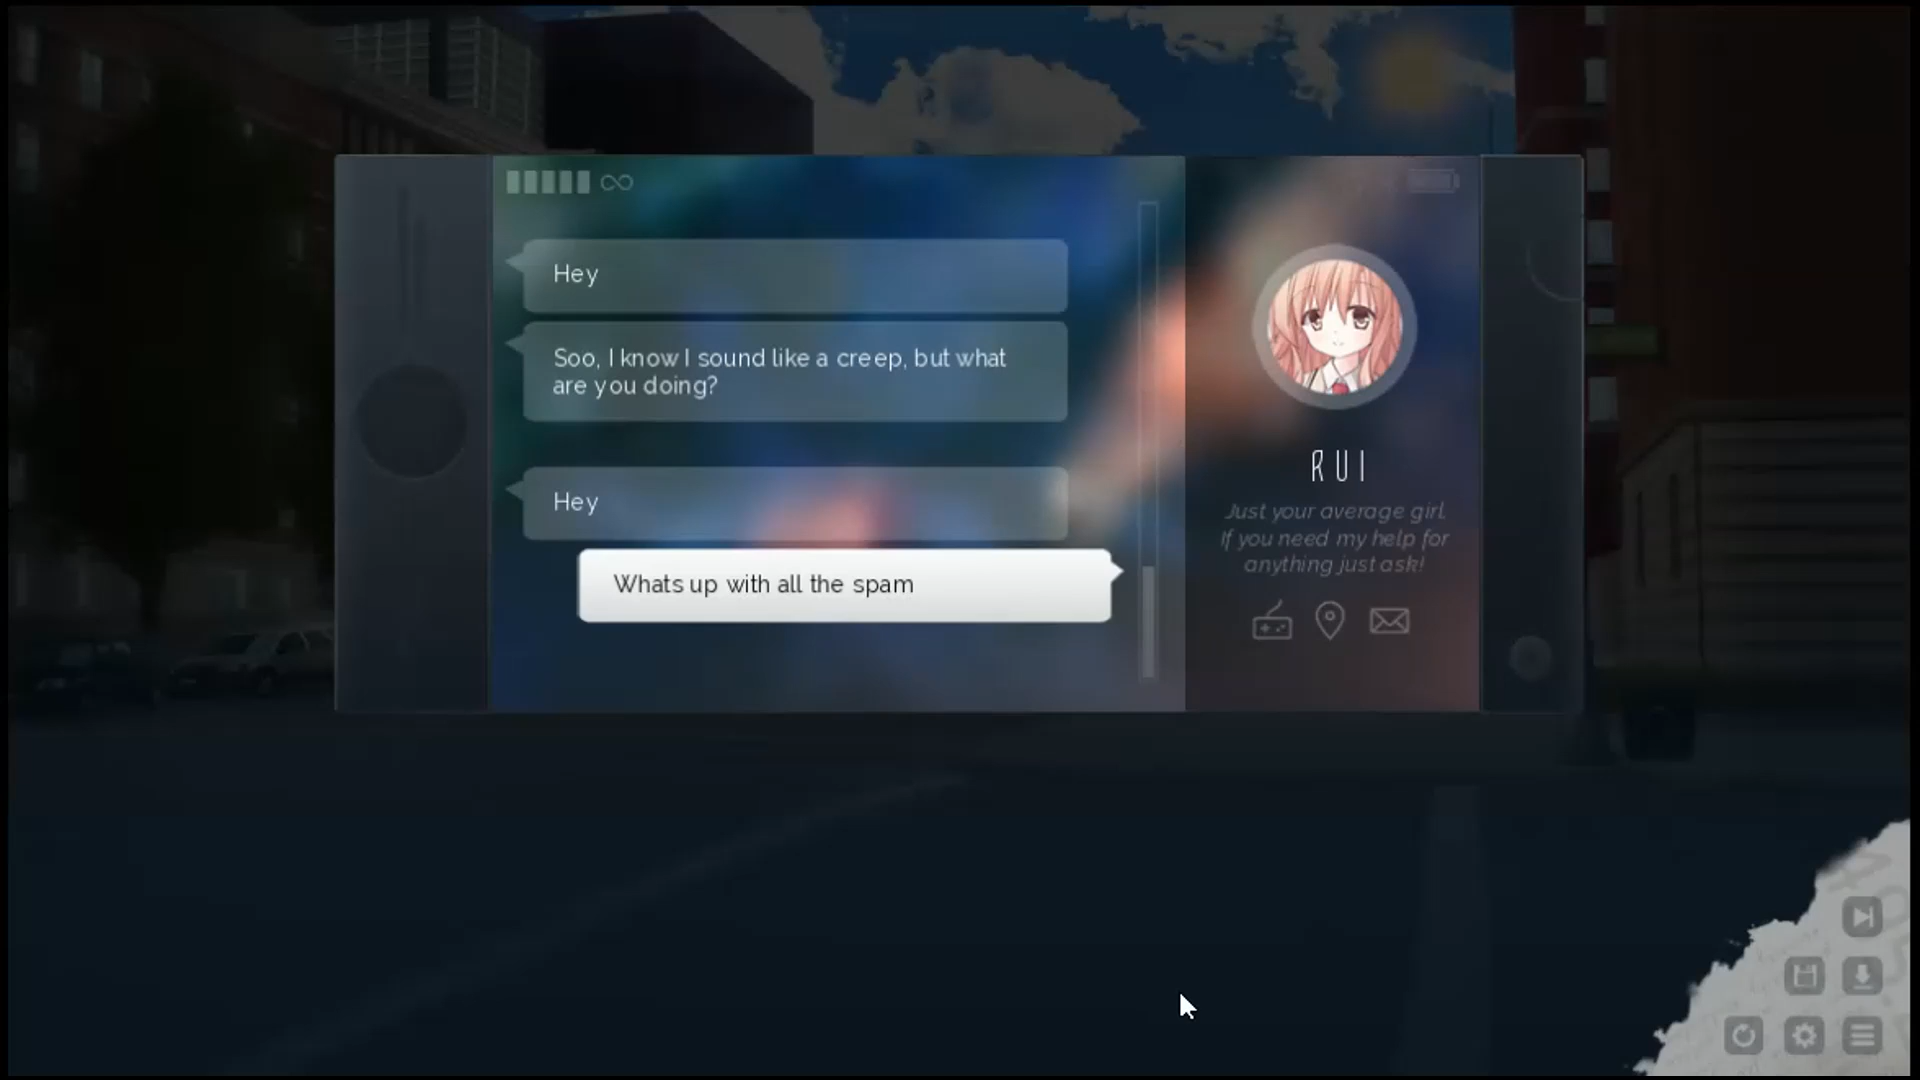 Hey
Soo, I know I sound like a creep, but what
are you doing?
Hey
Whats up with all the spam
RUI
Just your average girl.
If you need my help for
anything just ask!